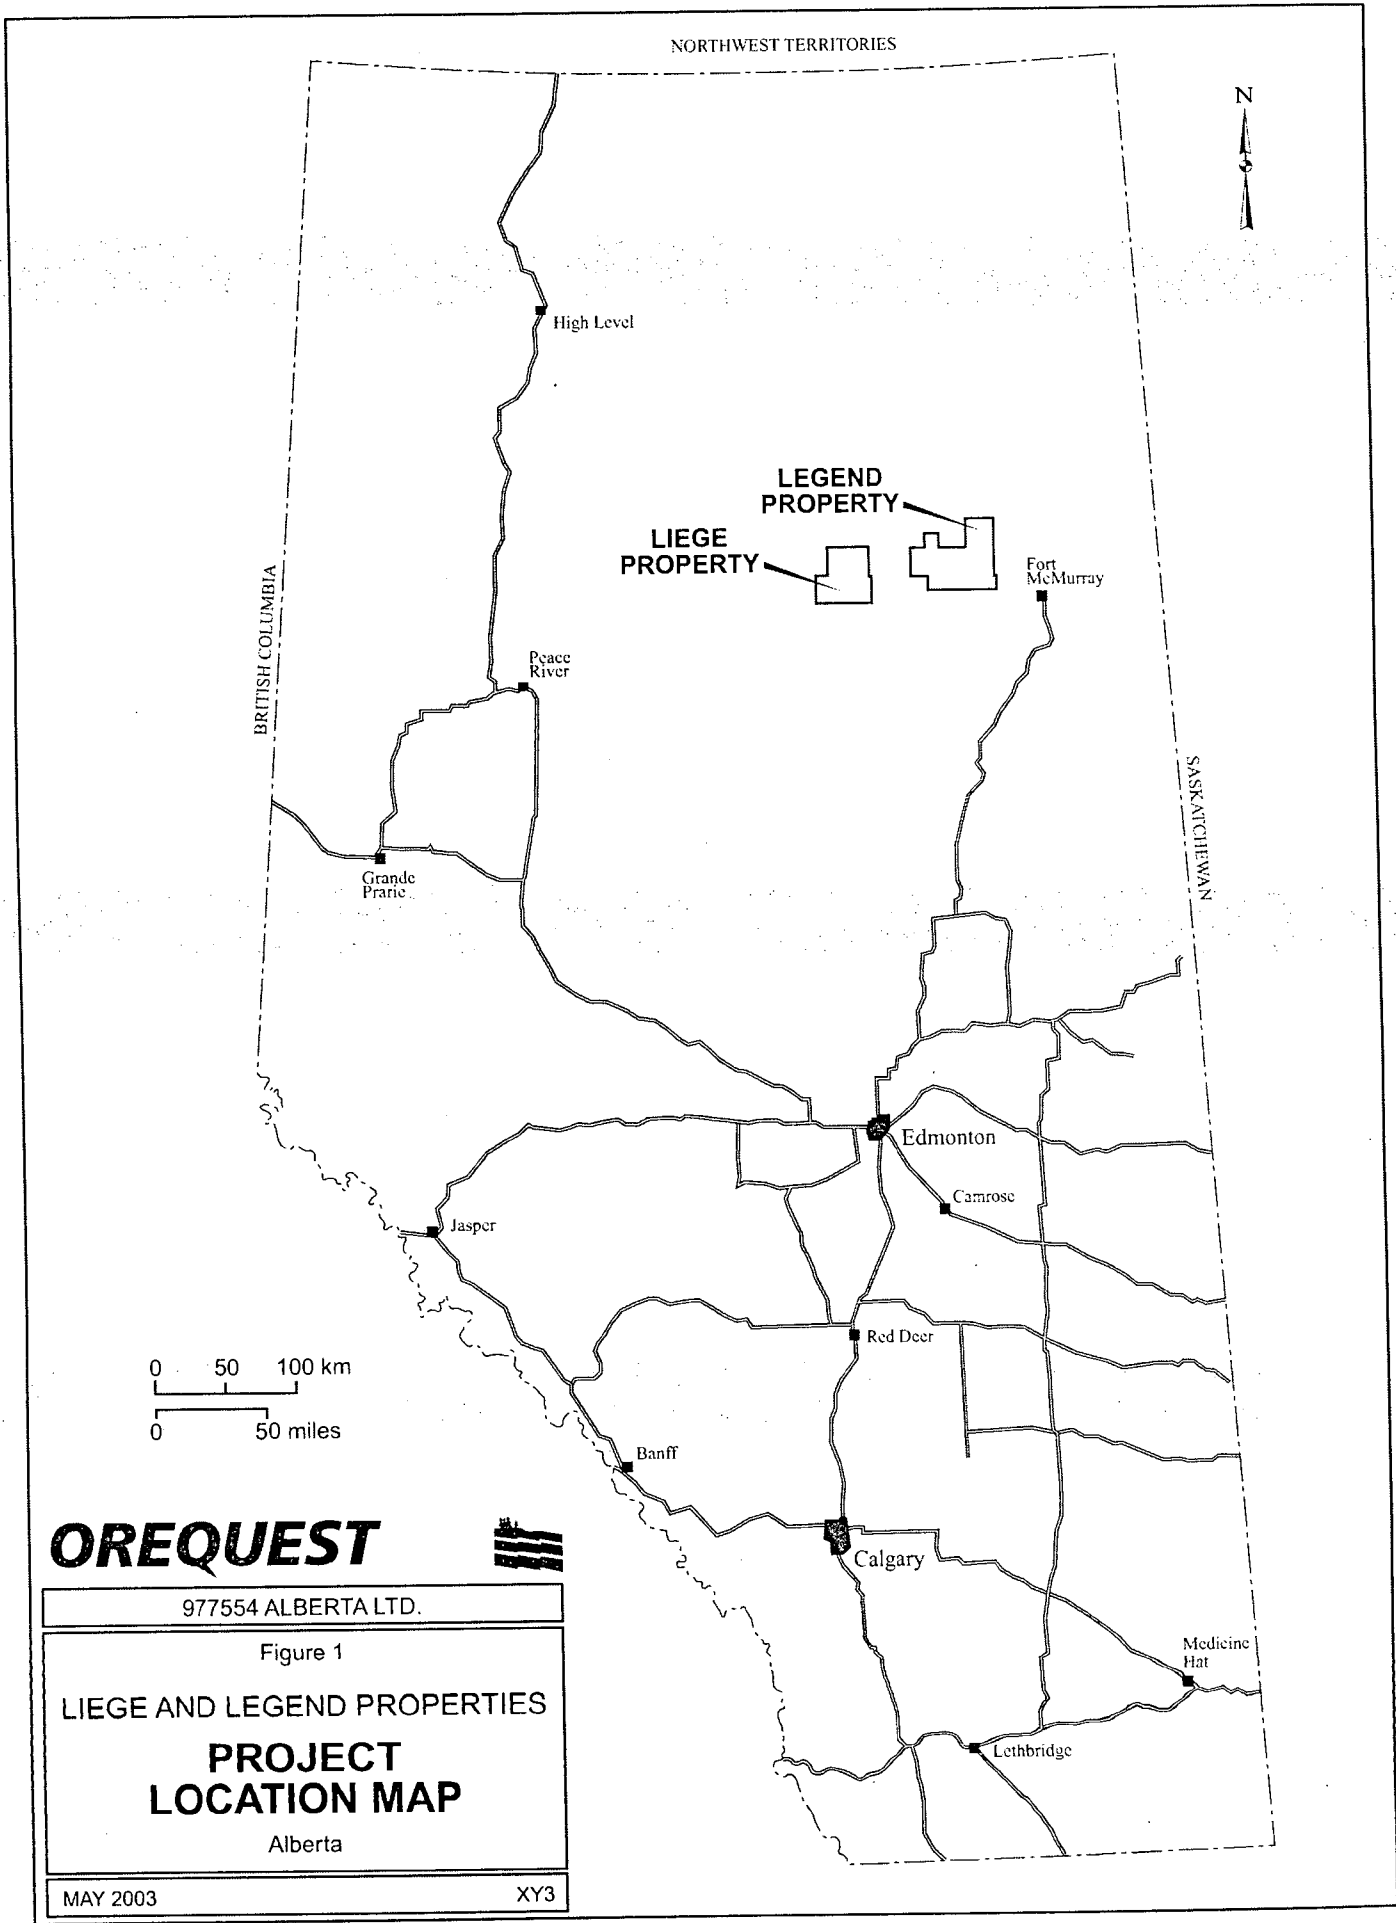 NORTHWEST TERRITORIES
N
High Level
LEGEND
PROPERTY
LIEGE
PROPERTY
Fort
McMurray
BRITISH COLUMBIA
Peace
River
SASKATCHEWAN
Grande
Prarie
Edmonton
Camrose
Jasper
Red Deer
0 50 100 km
0 50 miles
Banff
OREQUEST
Calgary
977554 ALBERTA LTD.
Figure 1
LIEGE AND LEGEND PROPERTIES
PROJECT
LOCATION MAP
Alberta
MAY 2003 XY3
Medicine
Hat
Lethbridge